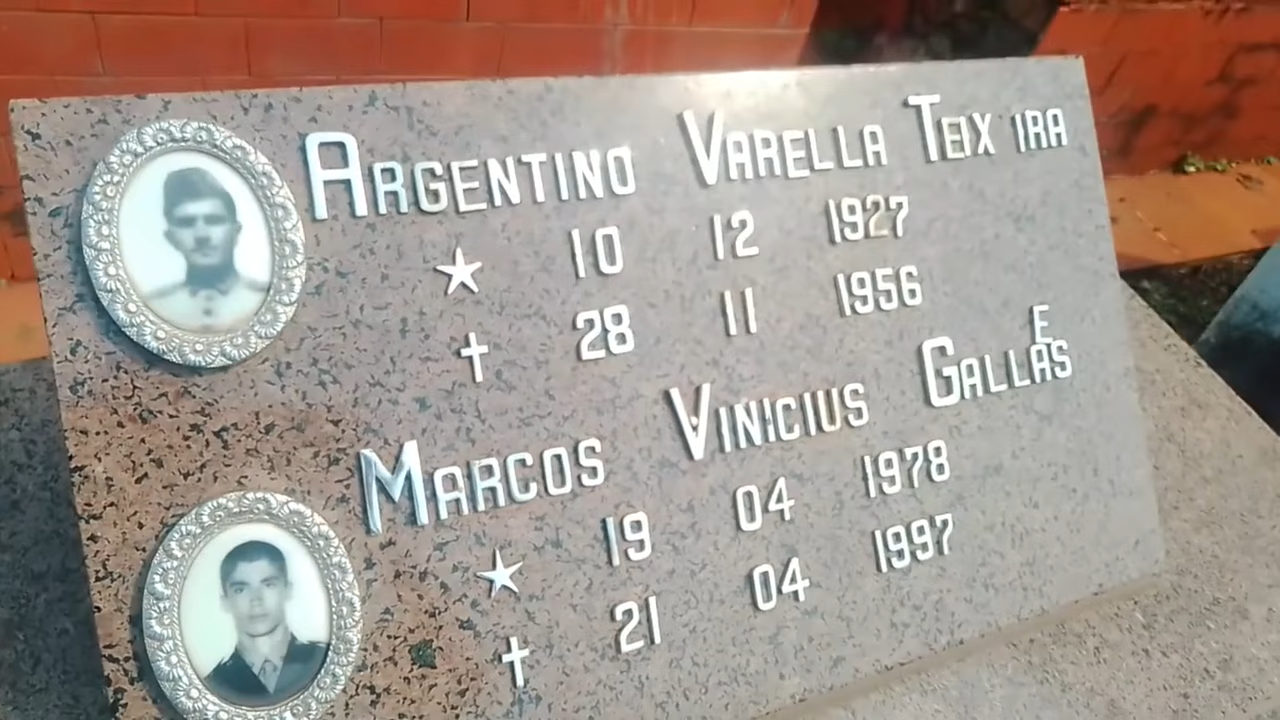 ARGENTINO VARELLA TEIX IRA
10 12 1927
28 11 1956
E
MARCOS VINICIUS GALLAS
19 04 1978
21 04 1997